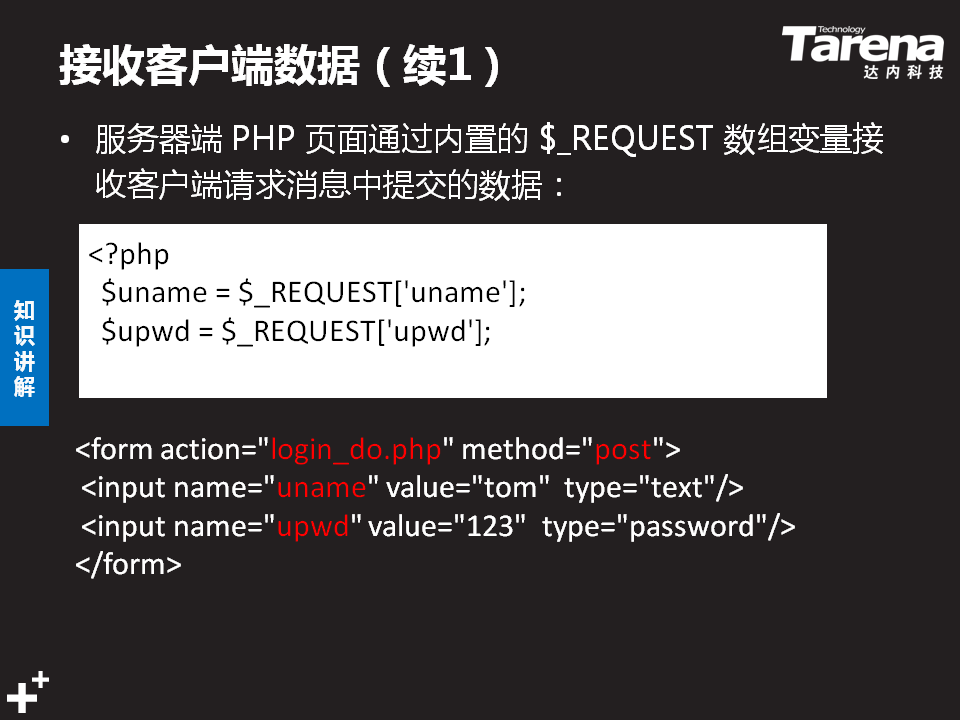 接收客户端数据（续1）
Technology
Tarena
达内科技
• 服务器端 PHP 页面通过内置的 $_REQUEST 数组变量接
收客户端请求消息中提交的数据：
<?php
$uname = $_REQUEST['uname'];
$upwd = $_REQUEST['upwd'];
知识讲解
<form action="login_do.php" method="post">
<input name="uname" value="tom" type="text"/>
<input name="upwd" value="123" type="password"/>
</form>